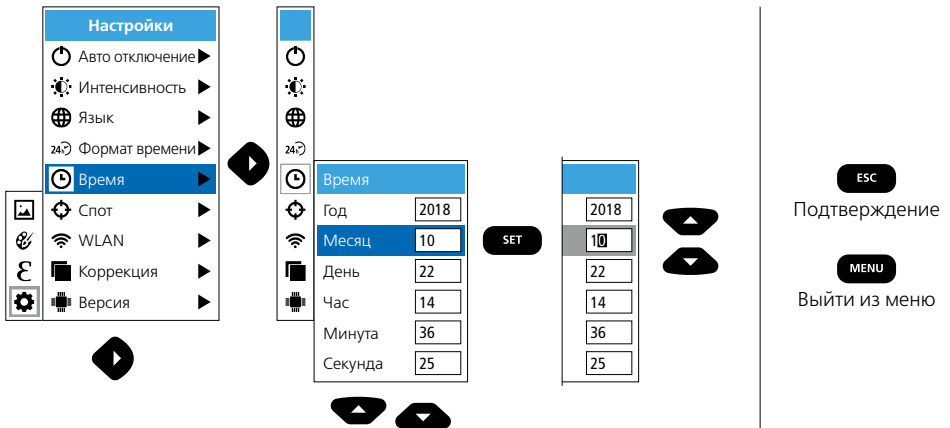 Настройки
Авто отключение
Интенсивность
Язык
24h Формат времени
Время
Спот
WLAN
Коррекция
Версия
ε
24h
Время
Год 2018
Месяц 10
День 22
Час 14
Минута 36
Секунда 25
SET
2018
10
22
14
36
25
ESC
Подтверждение
MENU
Выйти из меню